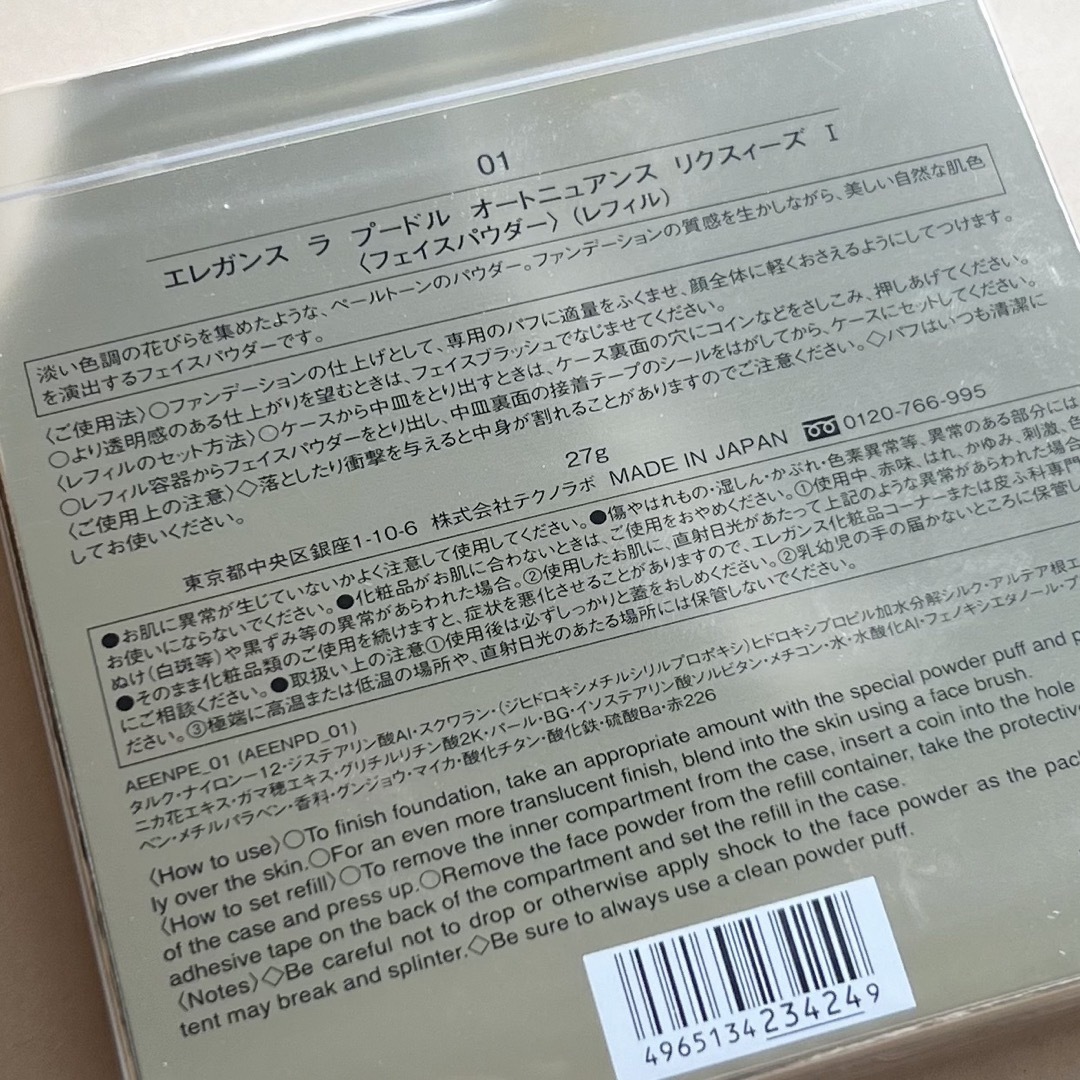 01
エレガンス ラ プードル オートニュアンス リクスィーズ Ⅰ
〈フェイスパウダー〉(レフィル)
淡い色調の花びらを集めたような、ペールトーンのパウダー。ファンデーションの質感を生かしながら、美しい自然な肌色
を演出するフェイスパウダーです。
〈ご使用法〉○ファンデーションの仕上げとして、専用のパフに適量をふくませ、顔全体に軽くおさえるようにしてつけます。
○より透明感のある仕上がりを望むときは、フェイスブラッシュでなじませてください。
〈レフィルのセット方法〉○ケースから中皿をとり出すときは、ケース裏面の穴にコインなどをさしこみ、押しあげてください。
○レフィル容器からフェイスパウダーをとり出し、中皿裏面の接着テープのシールをはがしてから、ケースにセットしてください。
〈ご使用上の注意〉◇落としたり衝撃を与えると中身が割れることがありますのでご注意ください。◇パフはいつも清潔に
してお使いください。
27g
東京都中央区銀座1-10-6 株式会社テクノラボ MADE IN JAPAN 0120-766-995
●お肌に異常が生じていないかよく注意して使用してください。●傷やはれもの・湿しん・かぶれ・色素異常等、異常のある部分には
お使いにならないでください。●化粧品がお肌に合わないときは、ご使用をおやめください。①使用中、赤味、はれ、かゆみ、刺激、色
ぬけ(白斑等)や黒ずみ等の異常があらわれた場合。②使用したお肌に、直射日光があたって上記のような異常があらわれた場合
●そのまま化粧品類のご使用を続けますと、症状を悪化させることがありますので、エレガンス化粧品コーナーまたは皮ふ科専門
にご相談ください。●取扱い上の注意①使用後は必ずしっかりと蓋をおしめください。②乳幼児の手の届かないところに保管し
ださい。③極端に高温または低温の場所や、直射日光のあたる場所には保管しないでください。
AEENPE_01 (AEENPD_01)
タルク・ナイロン-12・ジステアリン酸Al・スクワラン・(ジヒドロキシメチルシリルプロポキシ)ヒドロキシプロピル加水分解シルク・アルテア根エ
ニカ花エキス・ガマ穂エキス・グリチルリチン酸2K・パール・BG・イソステアリン酸ソルビタン・メチコン・水・水酸化Al・フェノキシエタノール・プ
ベン・メチルパラベン・香料・グンジョウ・マイカ・酸化チタン・酸化鉄・硫酸Ba・赤226
〈How to use〉○To finish foundation, take an appropriate amount with the special powder puff and p
ly over the skin.○For an even more translucent finish, blend into the skin using a face brush.
〈How to set refill〉○To remove the inner compartment from the case, insert a coin into the hole
of the case and press up.○Remove the face powder from the refill container, take the protective
adhesive tape on the back of the compartment and set the refill in the case.
〈Notes〉◇Be careful not to drop or otherwise apply shock to the face powder as the pac
tent may break and splinter.◇Be sure to always use a clean powder puff.
4965134234249